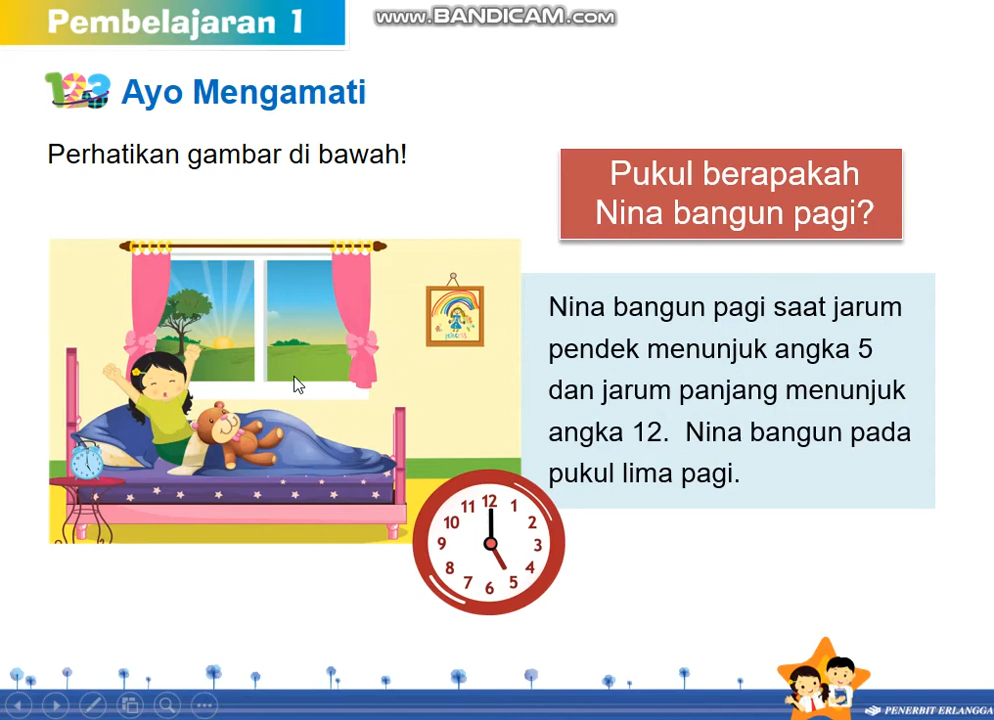 Pembelajaran 1
www.BANDICAM.com
123 Ayo Mengamati
Perhatikan gambar di bawah!
Pukul berapakah
Nina bangun pagi?
Nina bangun pagi saat jarum
pendek menunjuk angka 5
dan jarum panjang menunjuk
angka 12. Nina bangun pada
pukul lima pagi.
12
1
2
3
4
5
6
7
8
9
10
11
PENERBIT ERLANGGA